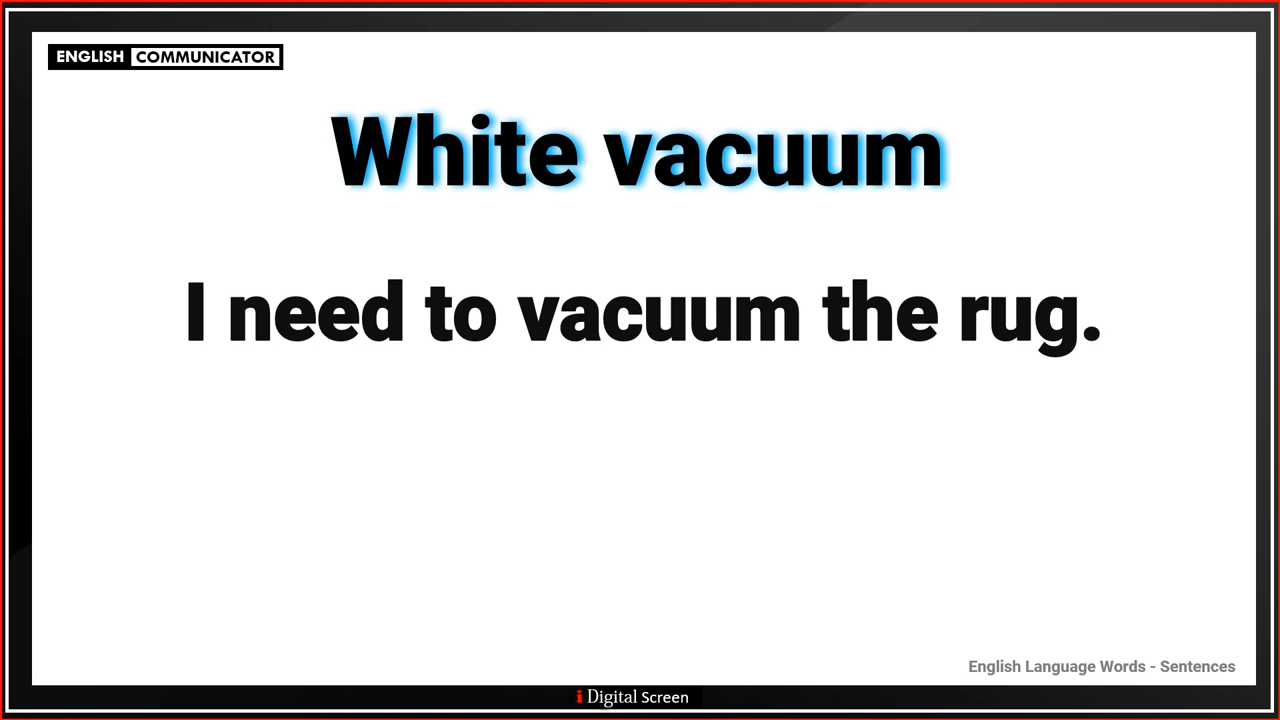 ENGLISH COMMUNICATOR
White vacuum
I need to vacuum the rug.
English Language Words - Sentences
i Digital Screen